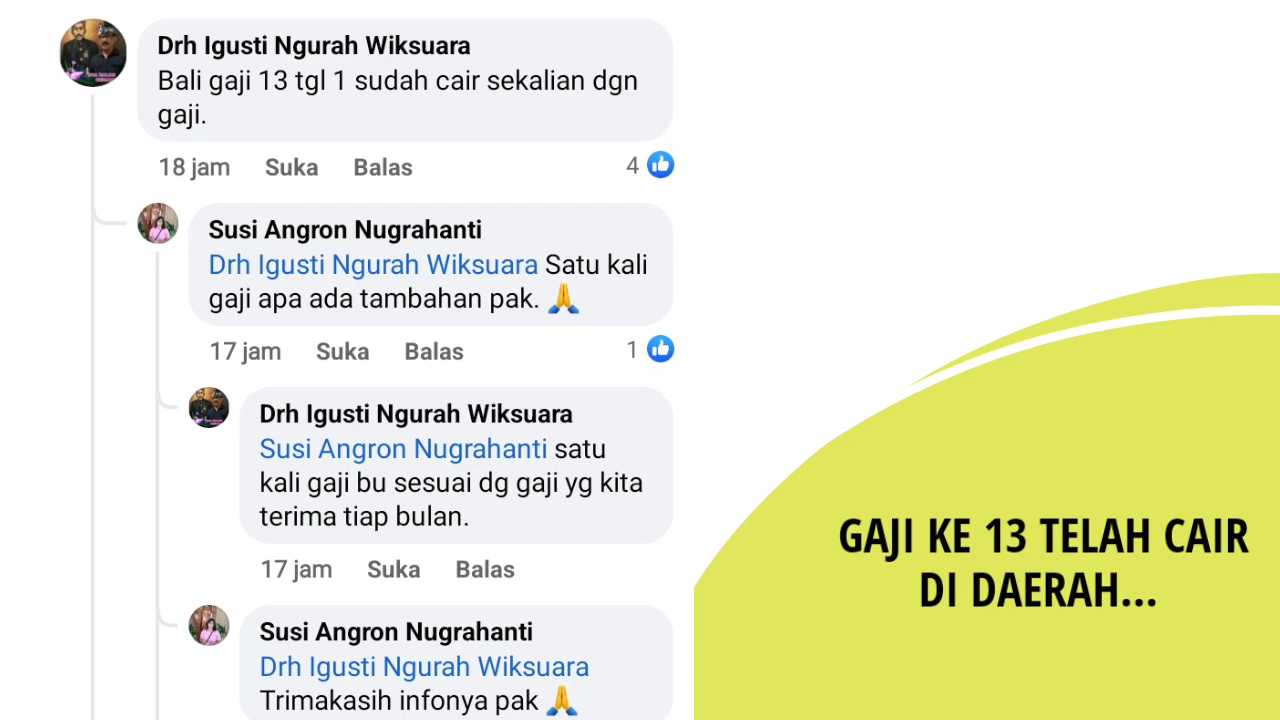 Drh Igusti Ngurah Wiksuara
Bali gaji 13 tgl 1 sudah cair sekalian dgn
gaji.
18 jam Suka Balas 4
Susi Angron Nugrahanti
Drh Igusti Ngurah Wiksuara Satu kali
gaji apa ada tambahan pak. 🙏
17 jam Suka Balas 1
Drh Igusti Ngurah Wiksuara
Susi Angron Nugrahanti satu
kali gaji bu sesuai dg gaji yg kita
terima tiap bulan.
17 jam Suka Balas
Susi Angron Nugrahanti
Drh Igusti Ngurah Wiksuara
Trimakasih infonya pak 🙏
GAJI KE 13 TELAH CAIR
DI DAERAH...